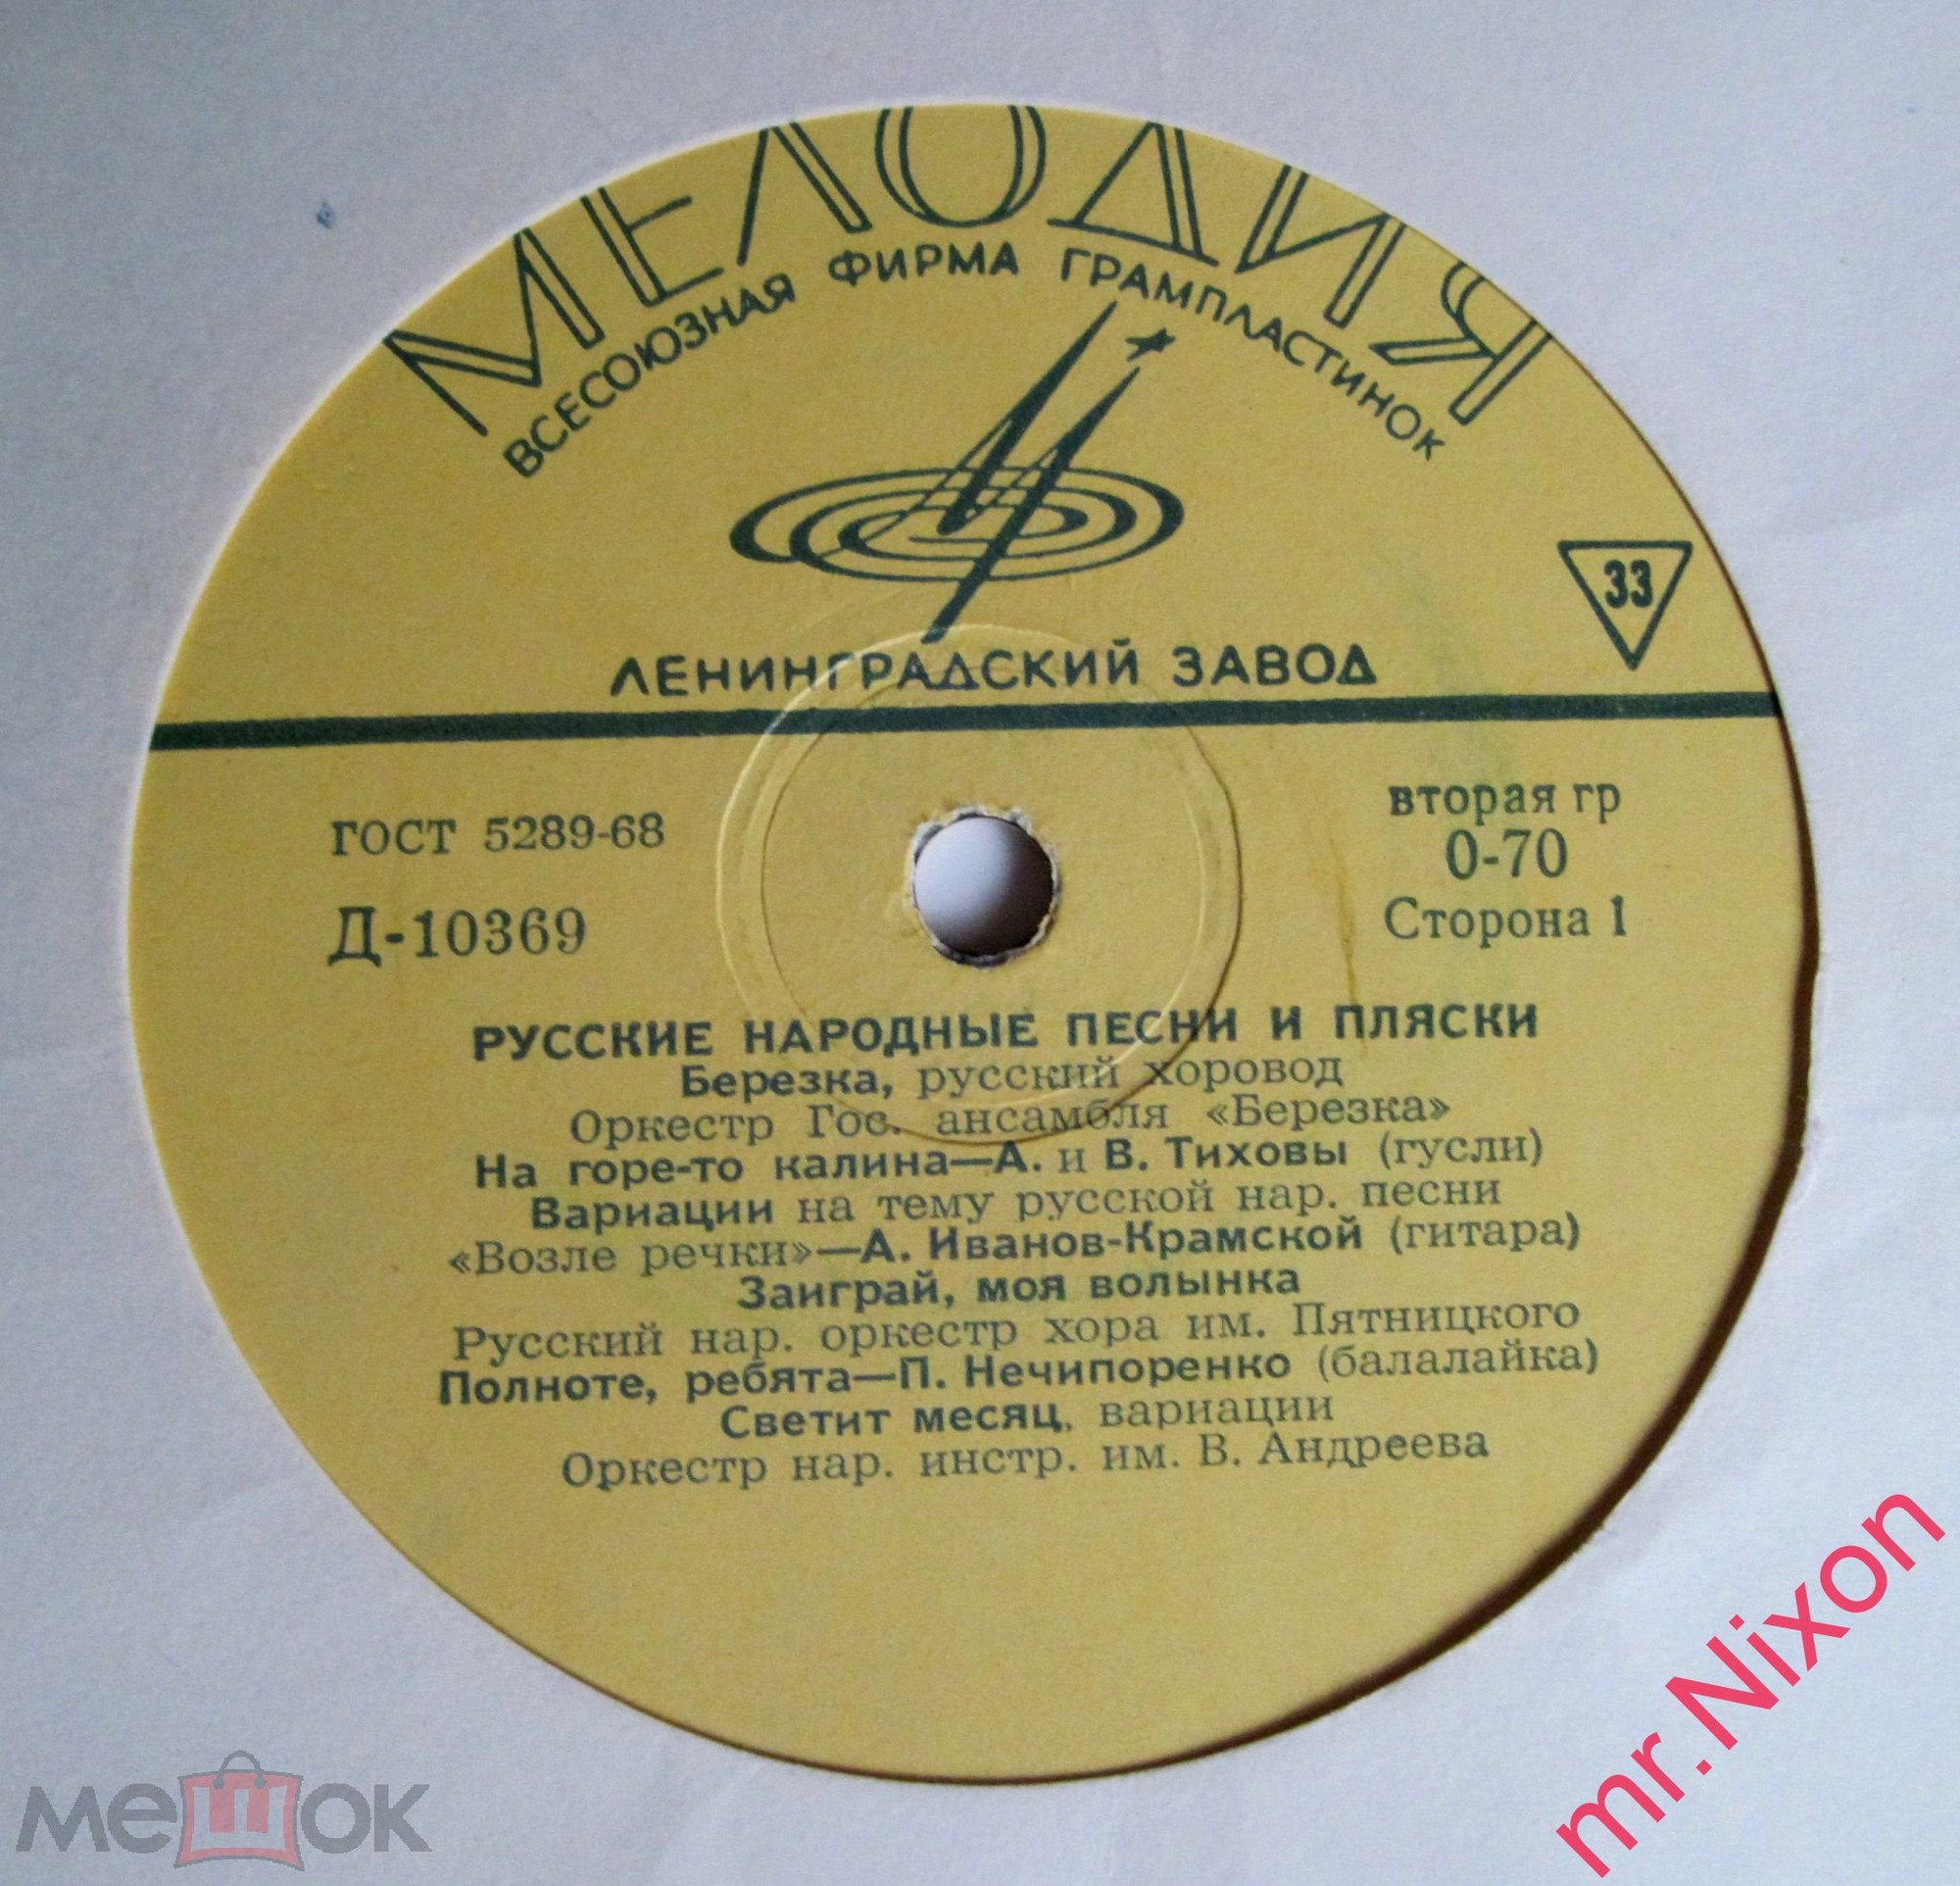 МЕЛОДИЯ
ВСЕСОЮЗНАЯ ФИРМА ГРАМПЛАСТИНОК
33
ЛЕНИНГРАДСКИЙ ЗАВОД
ГОСТ 5289-68
Д-10369
вторая гр
0-70
Сторона 1
РУССКИЕ НАРОДНЫЕ ПЕСНИ И ПЛЯСКИ
Березка, русский хоровод
Оркестр Гос. ансамбля «Березка»
На горе-то калина—А. и В. Тиховы (гусли)
Вариации на тему русской нар. песни
«Возле речки»—А. Иванов-Крамской (гитара)
Заиграй, моя волынка
Русский нар. оркестр хора им. Пятницкого
Полноте, ребята—П. Нечипоренко (балалайка)
Светит месяц, вариации
Оркестр нар. инстр. им. В. Андреева
мешок
mr.Nixon